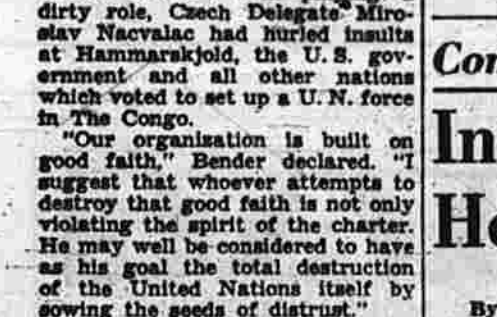 dirty role, Czech Delegate Miro-
slav Nacvalac had hurled insults
at Hammarskjold, the U. S. gov-
ernment and all other nations
which voted to set up a U. N. force
in The Congo.
"Our organization is built on
good faith," Bender declared. "I
suggest that whoever attempts to
destroy that good faith is not only
violating the spirit of the charter.
He may well be considered to have
as his goal the total destruction
of the United Nations itself by
sowing the seeds of distrust."
Con
In
He
By